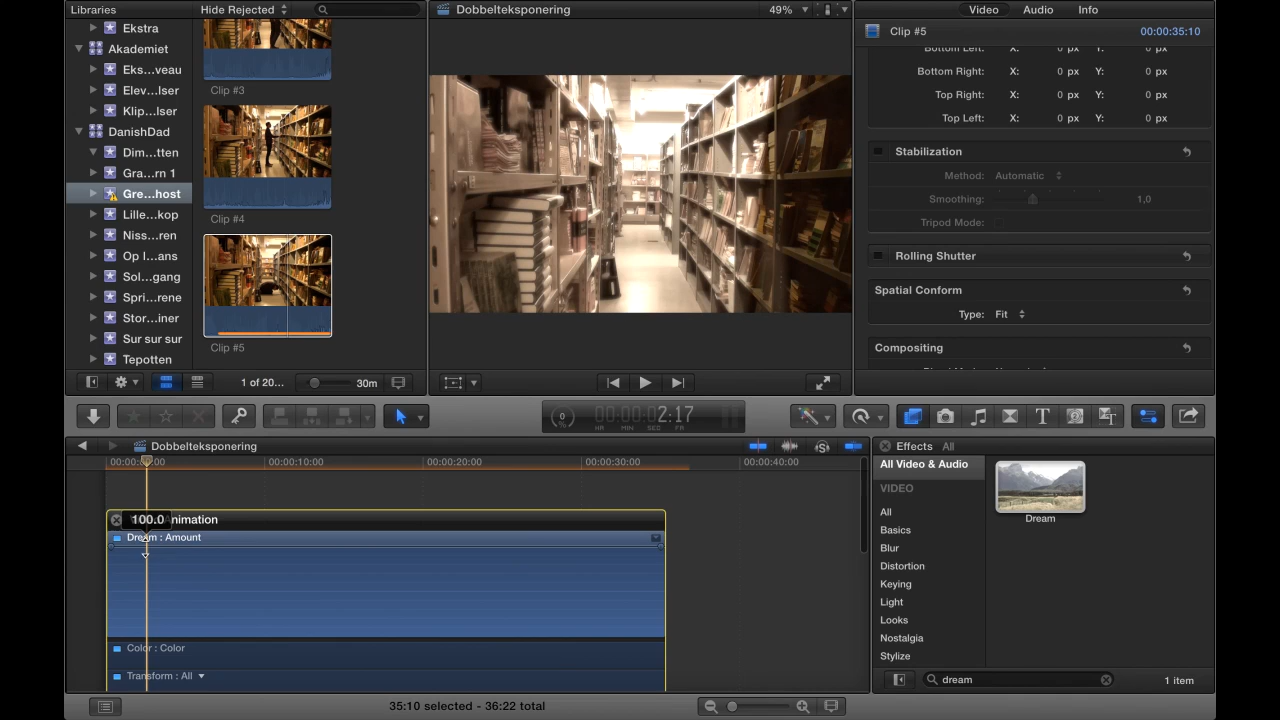 Libraries
Hide Rejected
Dobbelteksponering
49%
Video Audio Info
Ekstra
Akademiet
Eks...veau
Elev...lser
Klip...lser
DanishDad
Dim...tten
Gra...rn 1
Gre...host
Lille...kop
Niss...ren
Op I...ans
Sol...gang
Spri...rene
Stor...iner
Sur sur sur
Tepotten
Clip #3
Clip #4
Clip #5
1 of 20...
30m
Clip #5
00:00:35:10
Bottom Left: X: 0 px Y: 0 px
Bottom Right: X: 0 px Y: 0 px
Top Right: X: 0 px Y: 0 px
Top Left: X: 0 px Y: 0 px
Stabilization
Method: Automatic
Smoothing: 1,0
Tripod Mode:
Rolling Shutter
Spatial Conform
Type: Fit
Compositing
0
%
00:00:02:17
HR MIN SEC FR
Dobbelteksponering
00:00:10:00
00:00:20:00
00:00:30:00
00:00:40:00
100.0
Dream : Amount
Color : Color
Transform : All
Effects All
All Video & Audio
VIDEO
All
Basics
Blur
Distortion
Keying
Light
Looks
Nostalgia
Stylize
Dream
dream
1 item
35:10 selected - 36:22 total